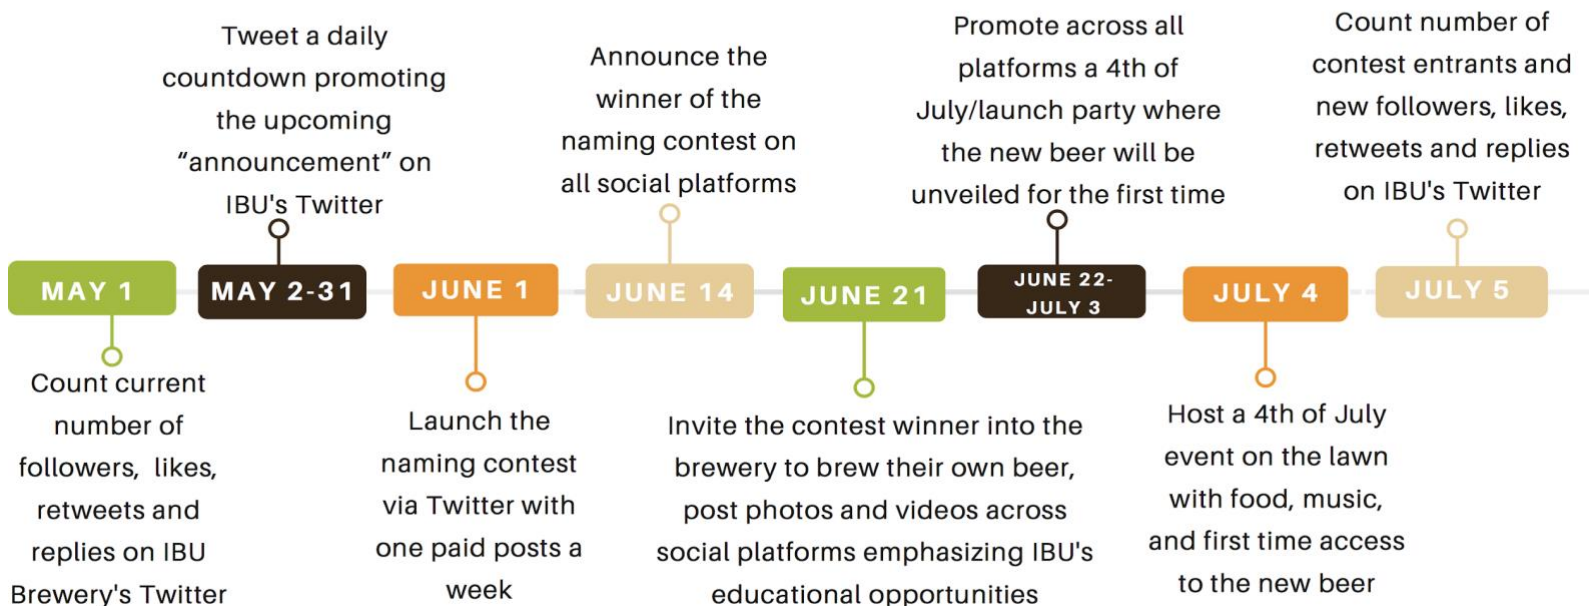 MAY 1
Count current
number of
followers,  likes,
retweets and
replies on IBU
Brewery's Twitter
Tweet a daily
countdown promoting
the upcoming
“announcement” on
IBU's Twitter
MAY 2-31
JUNE 1
Launch the
naming contest
via Twitter with
one paid posts a
week
Announce the
winner of the
naming contest on
all social platforms
JUNE 14
JUNE 21
Invite the contest winner into the
brewery to brew their own beer,
post photos and videos across
social platforms emphasizing IBU's
educational opportunities
Promote across all
platforms a 4th of
July/launch party where
the new beer will be
unveiled for the first time
JUNE 22-
JULY 3
JULY 4
Host a 4th of July
event on the lawn
with food, music,
and first time access
to the new beer
Count number of
contest entrants and
new followers, likes,
retweets and replies
on IBU's Twitter
JULY 5